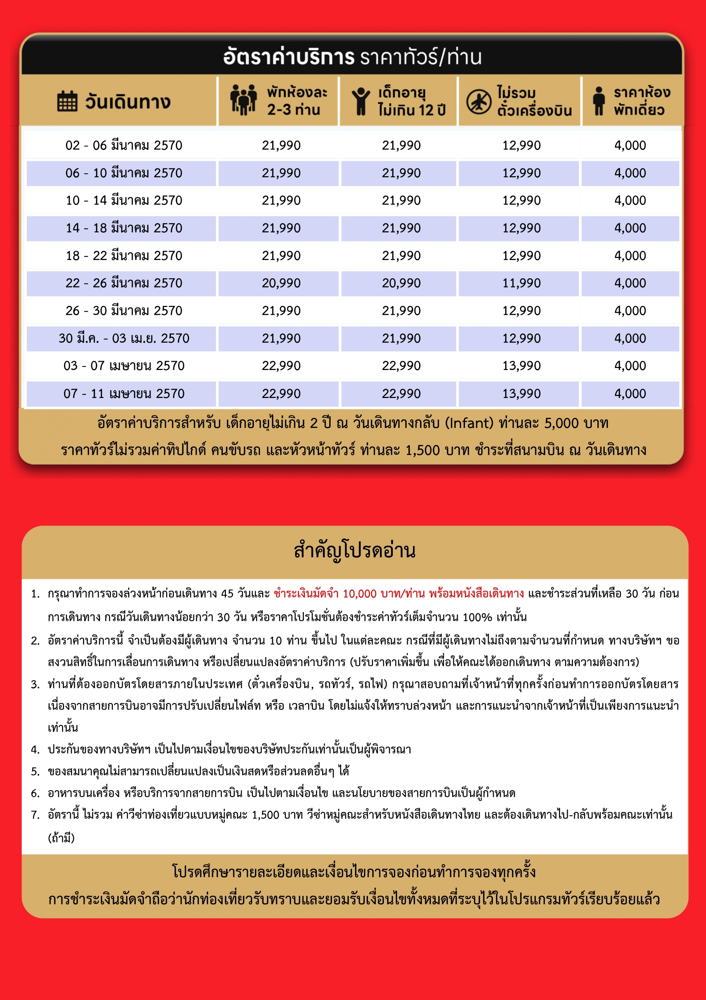 อัตราค่าบริการ ราคาทัวร์/ท่าน
วันเดินทาง
พักห้องละ
2-3 ท่าน
เด็กอายุ
ไม่เกิน 12 ปี
ไม่รวม
ตั๋วเครื่องบิน
ราคาห้อง
พักเดี่ยว
02 - 06 มีนาคม 2570 21,990 21,990 12,990 4,000
06 - 10 มีนาคม 2570 21,990 21,990 12,990 4,000
10 - 14 มีนาคม 2570 21,990 21,990 12,990 4,000
14 - 18 มีนาคม 2570 21,990 21,990 12,990 4,000
18 - 22 มีนาคม 2570 21,990 21,990 12,990 4,000
22 - 26 มีนาคม 2570 20,990 20,990 11,990 4,000
26 - 30 มีนาคม 2570 21,990 21,990 12,990 4,000
30 มี.ค. - 03 เม.ย. 2570 21,990 21,990 12,990 4,000
03 - 07 เมษายน 2570 22,990 22,990 13,990 4,000
07 - 11 เมษายน 2570 22,990 22,990 13,990 4,000
อัตราค่าบริการสำหรับ เด็กอายุไม่เกิน 2 ปี ณ วันเดินทางกลับ (Infant) ท่านละ 5,000 บาท
ราคาทัวร์ไม่รวมค่าทิปไกด์ คนขับรถ และหัวหน้าทัวร์ ท่านละ 1,500 บาท ชำระที่สนามบิน ณ วันเดินทาง
สำคัญโปรดอ่าน
1. กรุณาทำการจองล่วงหน้าก่อนเดินทาง 45 วันและ ชำระเงินมัดจำ 10,000 บาท/ท่าน พร้อมหนังสือเดินทาง และชำระส่วนที่เหลือ 30 วัน ก่อน
การเดินทาง กรณีวันเดินทางน้อยกว่า 30 วัน หรือราคาโปรโมชั่นต้องชำระค่าทัวร์เต็มจำนวน 100% เท่านั้น
2. อัตราค่าบริการนี้ จำเป็นต้องมีผู้เดินทาง จำนวน 10 ท่าน ขึ้นไป ในแต่ละคณะ กรณีที่มีผู้เดินทางไม่ถึงตามจำนวนที่กำหนด ทางบริษัทฯ ขอ
สงวนสิทธิ์ในการเลื่อนการเดินทาง หรือเปลี่ยนแปลงอัตราค่าบริการ (ปรับราคาเพิ่มขึ้น เพื่อให้คณะได้ออกเดินทาง ตามความต้องการ)
3. ท่านที่ต้องออกบัตรโดยสารภายในประเทศ (ตั๋วเครื่องบิน, รถทัวร์, รถไฟ) กรุณาสอบถามที่เจ้าหน้าที่ทุกครั้งก่อนทำการออกบัตรโดยสาร
เนื่องจากสายการบินอาจมีการปรับเปลี่ยนไฟล์ท หรือ เวลาบิน โดยไม่แจ้งให้ทราบล่วงหน้า และการแนะนำจากเจ้าหน้าที่เป็นเพียงการแนะนำ
เท่านั้น
4. ประกันของทางบริษัทฯ เป็นไปตามเงื่อนไขของบริษัทประกันเท่านั้นเป็นผู้พิจารณา
5. ของสมนาคุณไม่สามารถเปลี่ยนแปลงเป็นเงินสดหรือส่วนลดอื่นๆ ได้
6. อาหารบนเครื่อง หรือบริการจากสายการบิน เป็นไปตามเงื่อนไข และนโยบายของสายการบินเป็นผู้กำหนด
7. อัตรานี้ ไม่รวม ค่าวีซ่าท่องเที่ยวแบบหมู่คณะ 1,500 บาท วีซ่าหมู่คณะสำหรับหนังสือเดินทางไทย และต้องเดินทางไป-กลับพร้อมคณะเท่านั้น
(ถ้ามี)
โปรดศึกษารายละเอียดและเงื่อนไขการจองก่อนทำการจองทุกครั้ง
การชำระเงินมัดจำถือว่านักท่องเที่ยวรับทราบและยอมรับเงื่อนไขทั้งหมดที่ระบุไว้ในโปรแกรมทัวร์เรียบร้อยแล้ว